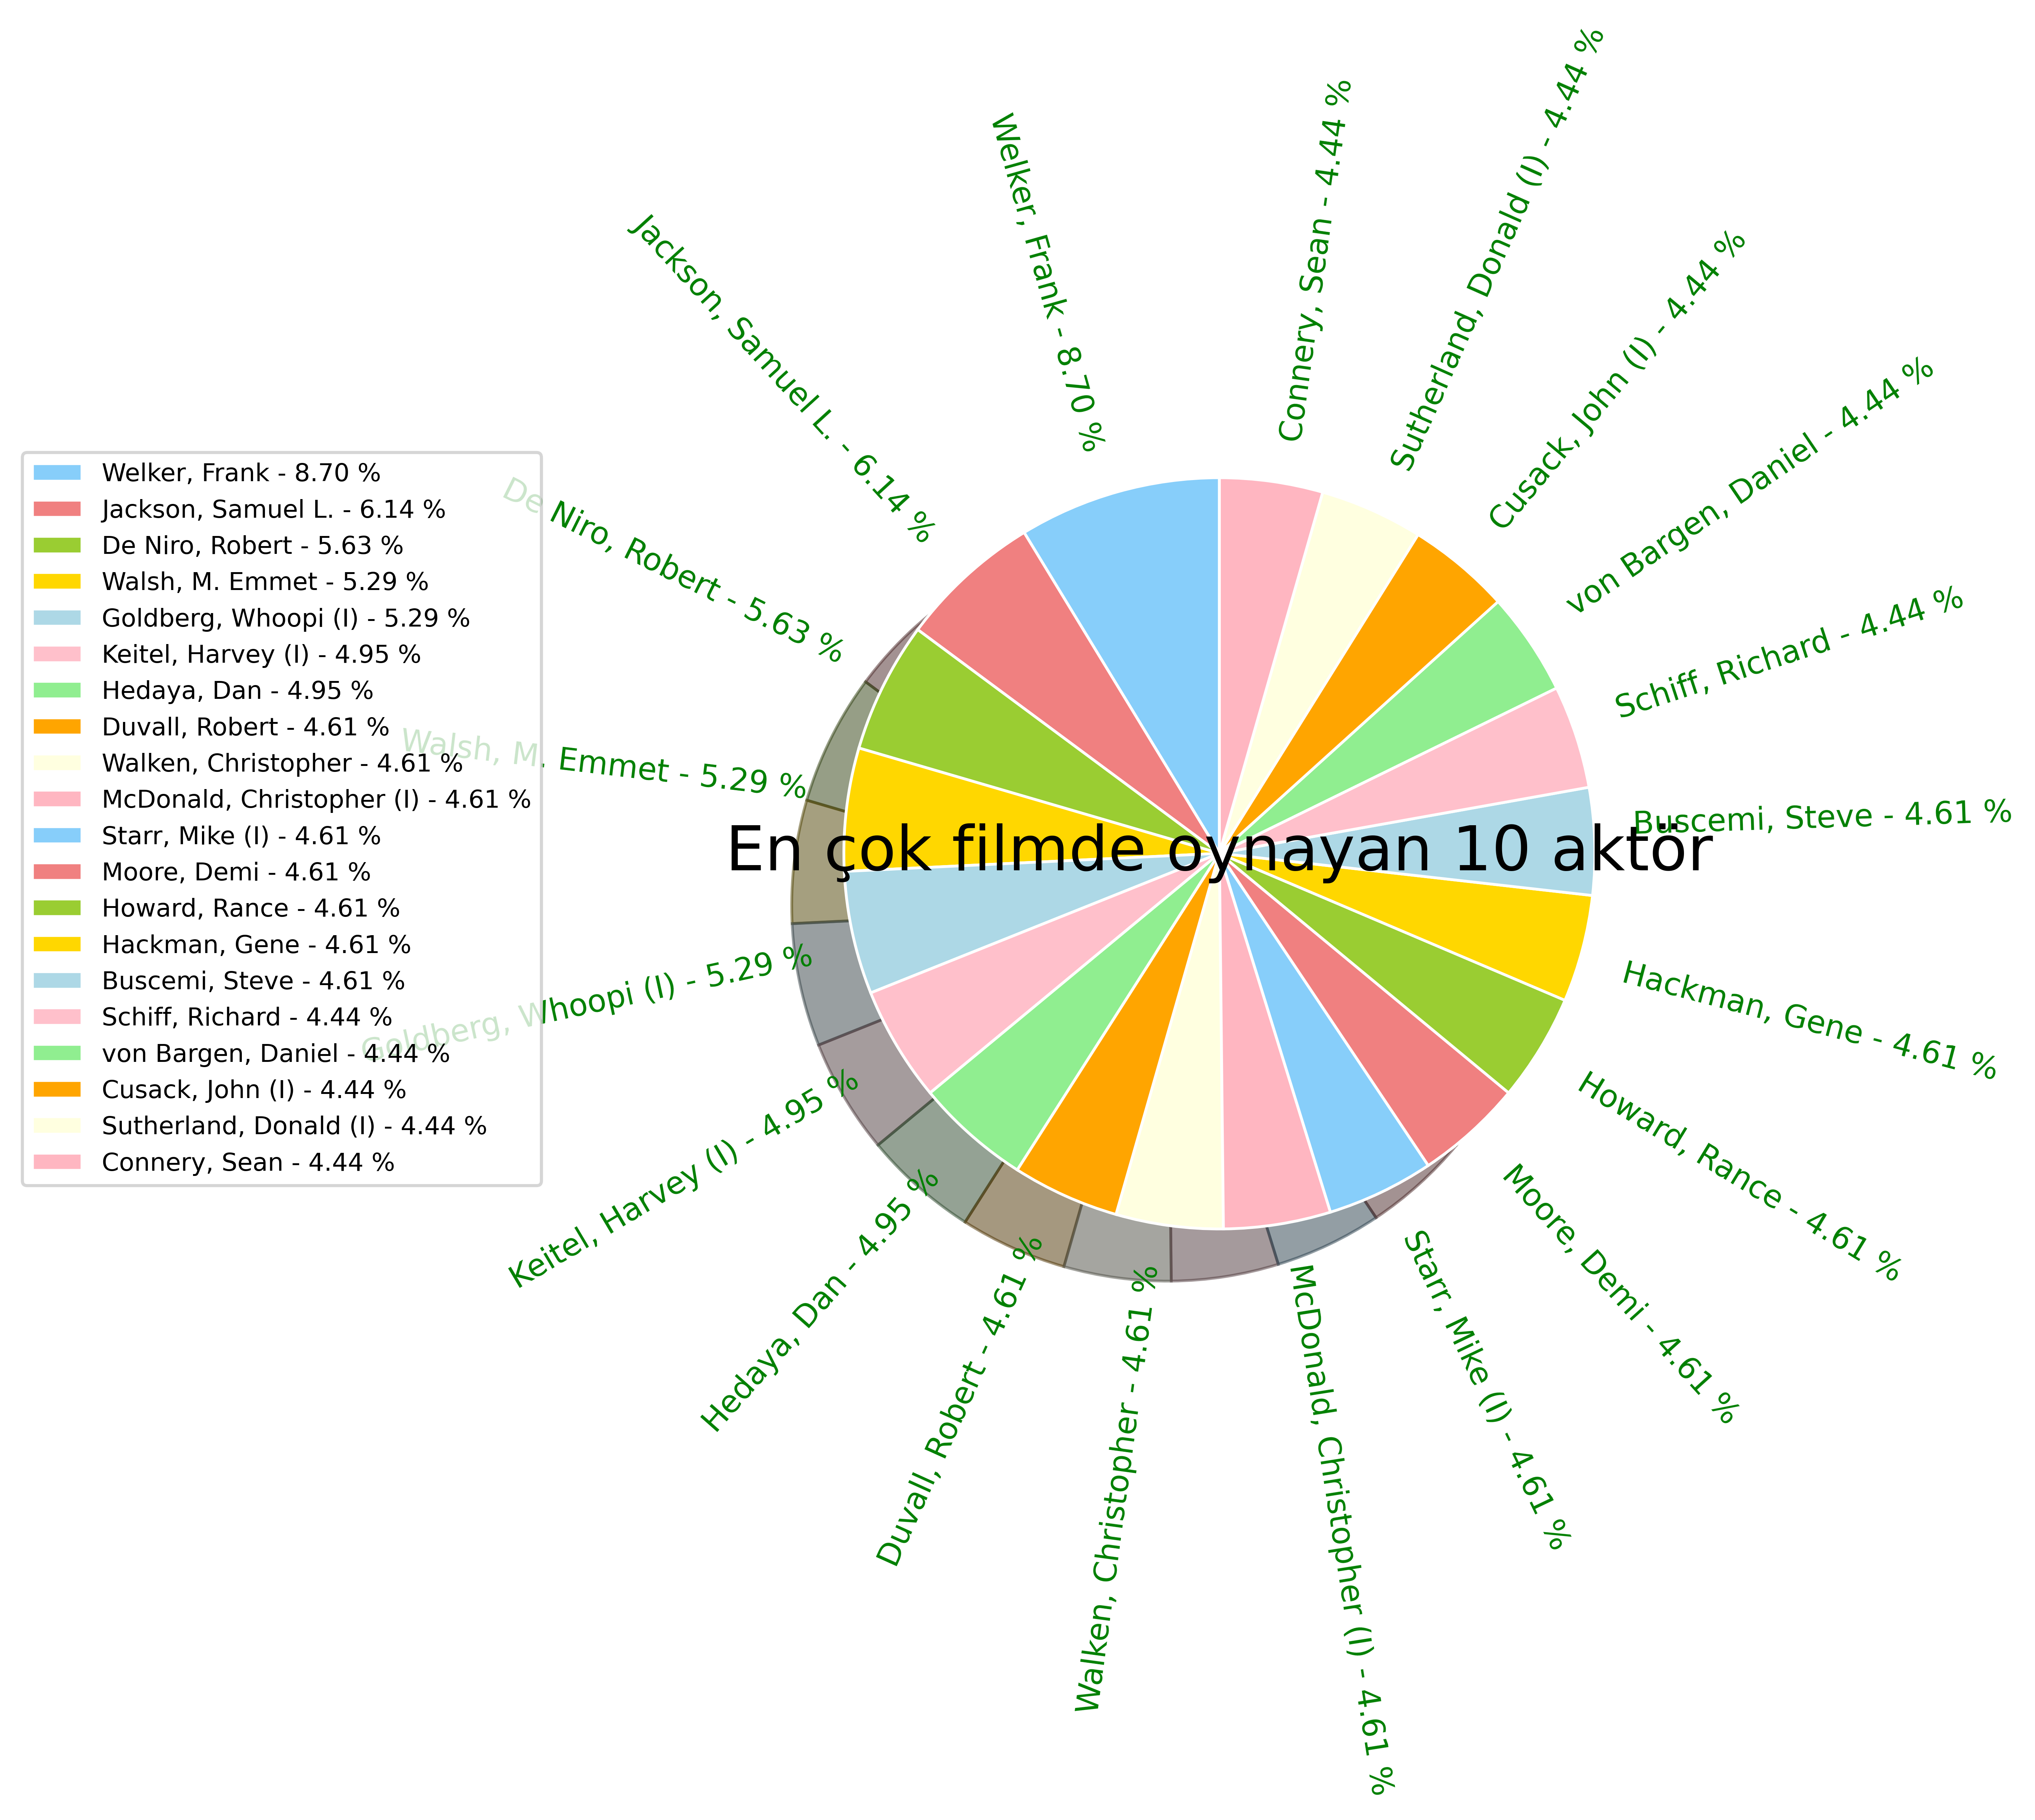 Welker, Frank - 8.70 %
Jackson, Samuel L. - 6.14 %
De Niro, Robert - 5.63 %
Walsh, M. Emmet - 5.29 %
Goldberg, Whoopi (I) - 5.29 %
Keitel, Harvey (I) - 4.95 %
Hedaya, Dan - 4.95 %
Duvall, Robert - 4.61 %
Walken, Christopher - 4.61 %
McDonald, Christopher (I) - 4.61 %
Starr, Mike (I) - 4.61 %
Moore, Demi - 4.61 %
Howard, Rance - 4.61 %
Hackman, Gene - 4.61 %
Buscemi, Steve - 4.61 %
Schiff, Richard - 4.44 %
von Bargen, Daniel - 4.44 %
Cusack, John (I) - 4.44 %
Sutherland, Donald (I) - 4.44 %
Connery, Sean - 4.44 %
En çok filmde oynayan 10 aktör
Welker, Frank - 8.70 %
Jackson, Samuel L. - 6.14 %
De Niro, Robert - 5.63 %
Walsh, M. Emmet - 5.29 %
Goldberg, Whoopi (I) - 5.29 %
Keitel, Harvey (I) - 4.95 %
Hedaya, Dan - 4.95 %
Duvall, Robert - 4.61 %
Walken, Christopher - 4.61 %
McDonald, Christopher (I) - 4.61 %
Starr, Mike (I) - 4.61 %
Moore, Demi - 4.61 %
Howard, Rance - 4.61 %
Hackman, Gene - 4.61 %
Buscemi, Steve - 4.61 %
Schiff, Richard - 4.44 %
von Bargen, Daniel - 4.44 %
Cusack, John (I) - 4.44 %
Sutherland, Donald (I) - 4.44 %
Connery, Sean - 4.44 %